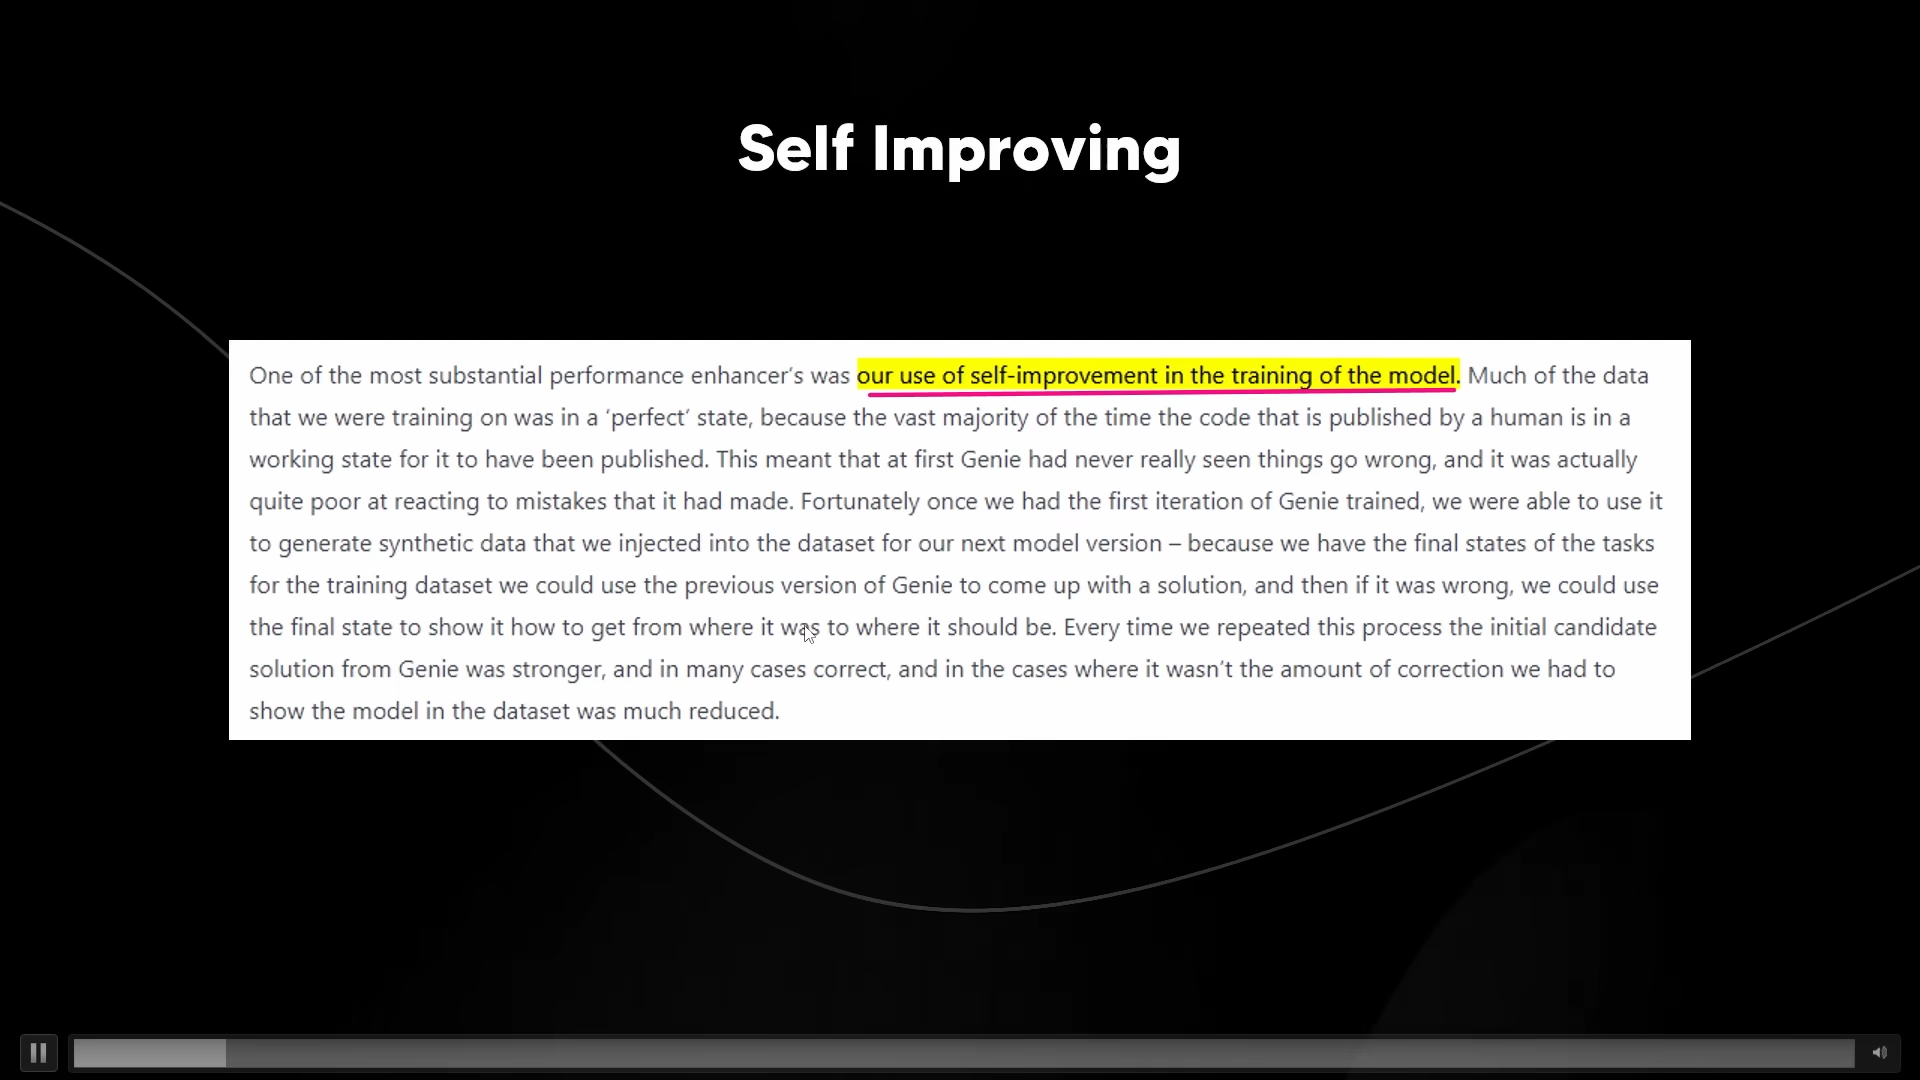 Self Improving
One of the most substantial performance enhancer’s was our use of self-improvement in the training of the model. Much of the data
that we were training on was in a ‘perfect’ state, because the vast majority of the time the code that is published by a human is in a
working state for it to have been published. This meant that at first Genie had never really seen things go wrong, and it was actually
quite poor at reacting to mistakes that it had made. Fortunately once we had the first iteration of Genie trained, we were able to use it
to generate synthetic data that we injected into the dataset for our next model version – because we have the final states of the tasks
for the training dataset we could use the previous version of Genie to come up with a solution, and then if it was wrong, we could use
the final state to show it how to get from where it was to where it should be. Every time we repeated this process the initial candidate
solution from Genie was stronger, and in many cases correct, and in the cases where it wasn’t the amount of correction we had to
show the model in the dataset was much reduced.